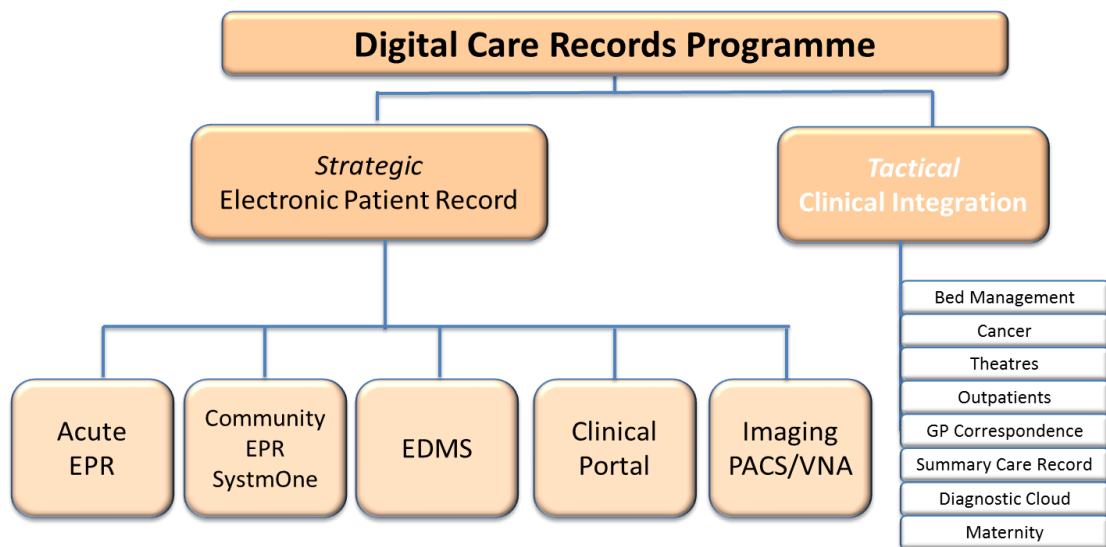 Digital Care Records Programme
Strategic
Electronic Patient Record
Tactical
Clinical Integration
Acute
EPR
Community
EPR
SystmOne
EDMS
Clinical
Portal
Imaging
PACS/VNA
Bed Management
Cancer
Theatres
Outpatients
GP Correspondence
Summary Care Record
Diagnostic Cloud
Maternity